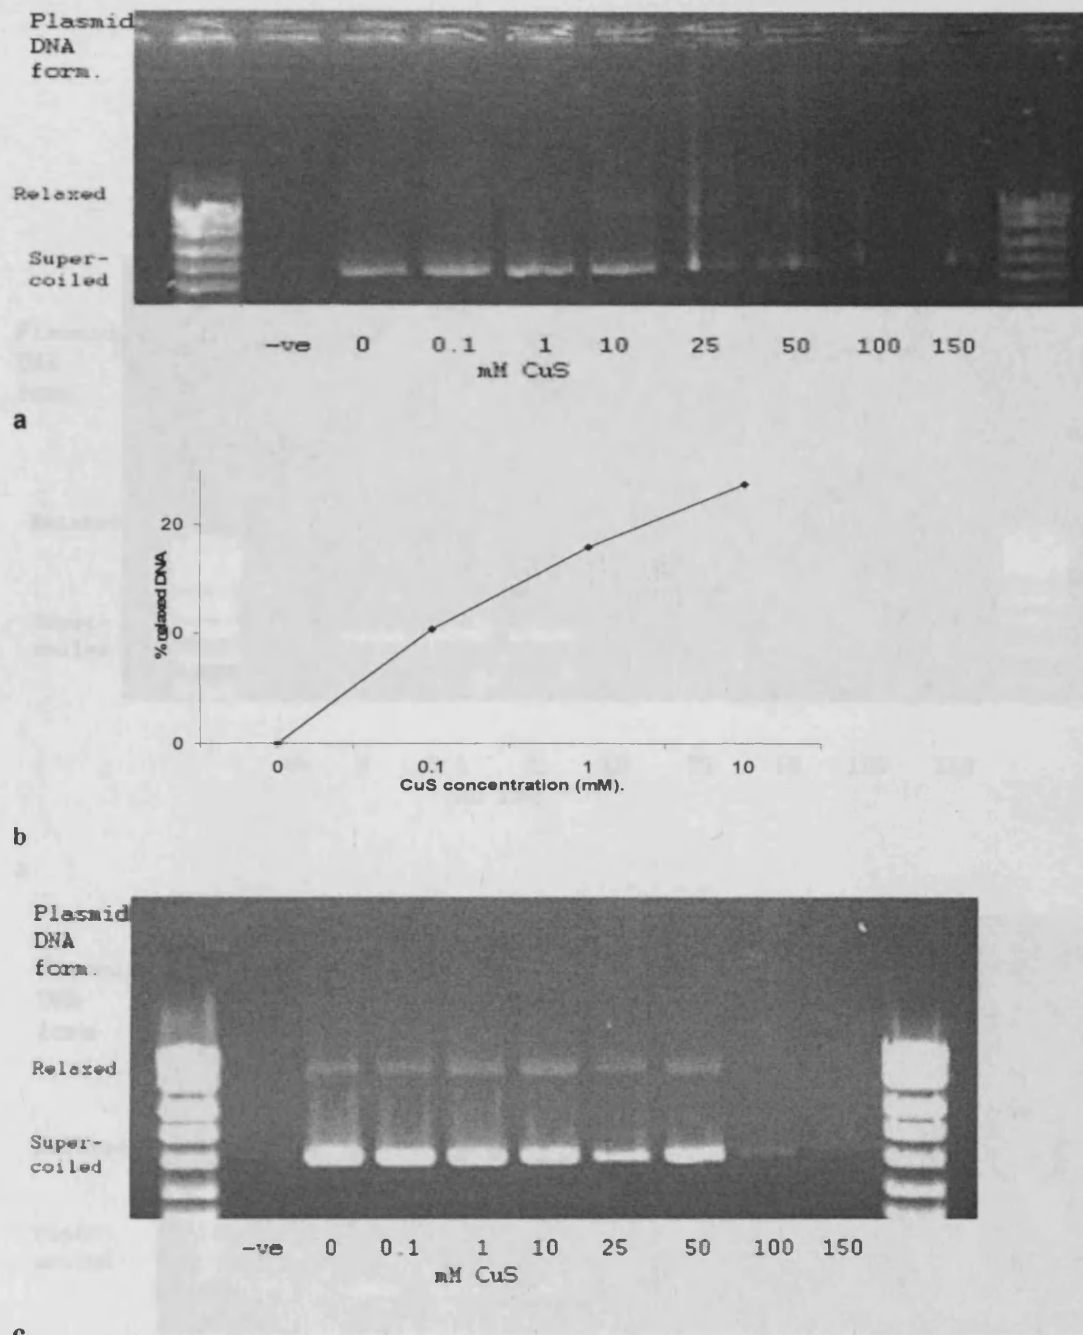 Plasmid
DNA
form.
Relaxed
Super-
coiled
-ve 0 0.1 1 10 25 50 100 150
mM CuS
a
20
10
0
% relaxed DNA
0 0.1 1 10
CuS concentration (mM).
b
Plasmid
DNA
form.
Relaxed
Super-
coiled
-ve 0 0.1 1 10 25 50 100 150
mM CuS
c